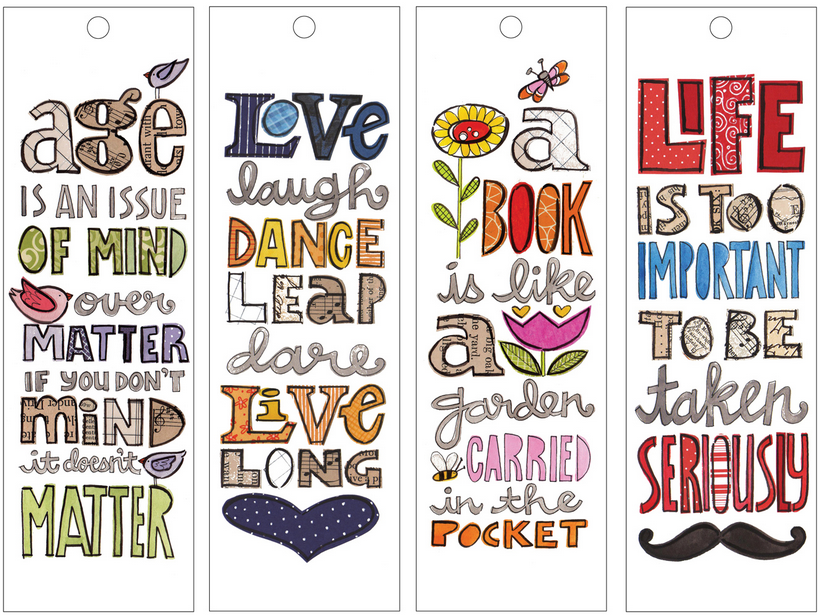 age
IS AN ISSUE
OF MIND
over
MATTER
IF YOU DON'T
MiND
it doesn't
MATTER
LOVe
laugh
DANCE
LEaP
dare
LiVe
LONG
a
BOOK
is like
a
garden
CARRIED
in the
POCKET
LIFE
IS TOO
IMPORTANT
TO BE
taken
SERIOUSLY